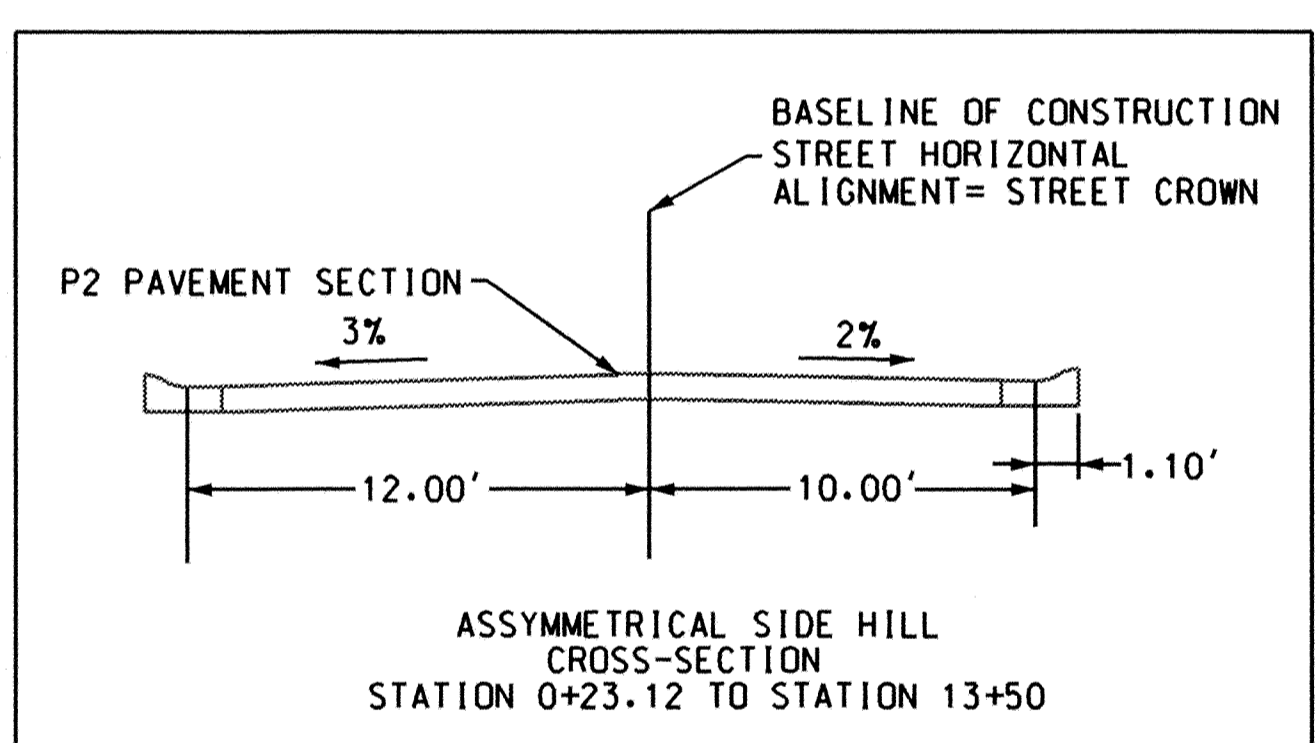 BASELINE OF CONSTRUCTION
STREET HORIZONTAL
ALIGNMENT= STREET CROWN
P2 PAVEMENT SECTION
3%
2%
12.00'
10.00'
1.10'
ASSYMMETRICAL SIDE HILL
CROSS-SECTION
STATION 0+23.12 TO STATION 13+50